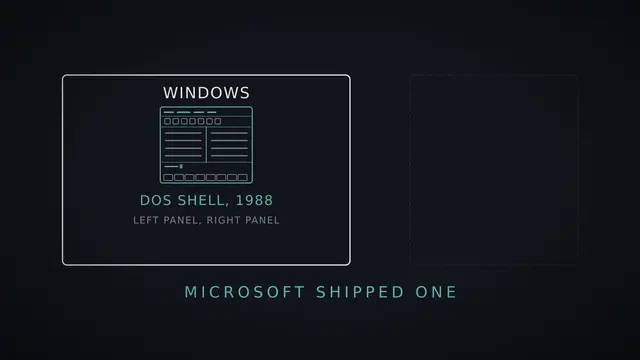 WINDOWS
DOS SHELL, 1988
LEFT PANEL, RIGHT PANEL
MICROSOFT SHIPPED ONE